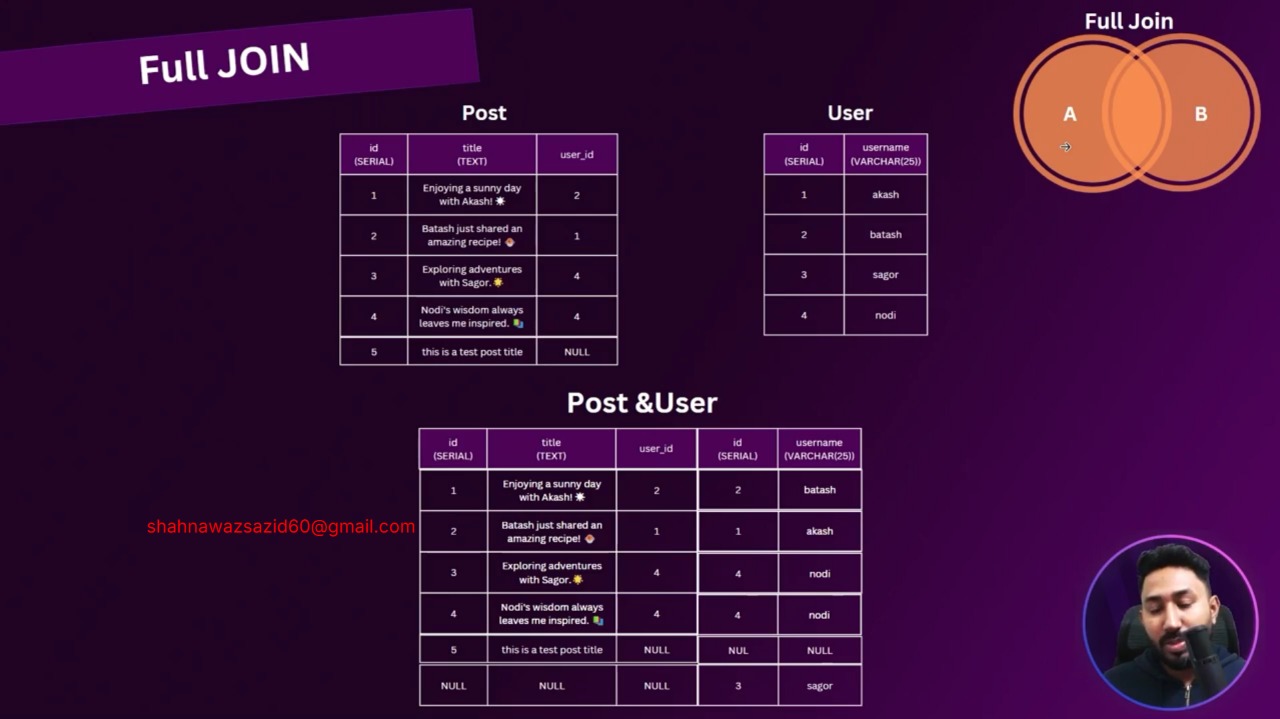 Full JOIN
Full Join
A
B
Post
id
(SERIAL)
title
(TEXT)
user_id
1
Enjoying a sunny day
with Akash! ☀
2
2
Batash just shared an
amazing recipe!
1
3
Exploring adventures
with Sagor. 🌟
4
4
Nodi's wisdom always
leaves me inspired. 📚
4
5
this is a test post title
NULL
User
id
(SERIAL)
username
(VARCHAR(25))
1
akash
2
batash
3
sagor
4
nodi
Post &User
id
(SERIAL)
title
(TEXT)
user_id
id
(SERIAL)
username
(VARCHAR(25))
1
Enjoying a sunny day
with Akash! ☀
2
2
batash
2
Batash just shared an
amazing recipe!
1
1
akash
3
Exploring adventures
with Sagor. 🌟
4
4
nodi
4
Nodi's wisdom always
leaves me inspired. 📚
4
4
nodi
5
this is a test post title
NULL
NUL
NULL
NULL
NULL
NULL
3
sagor
shahnawazsazid60@gmail.com